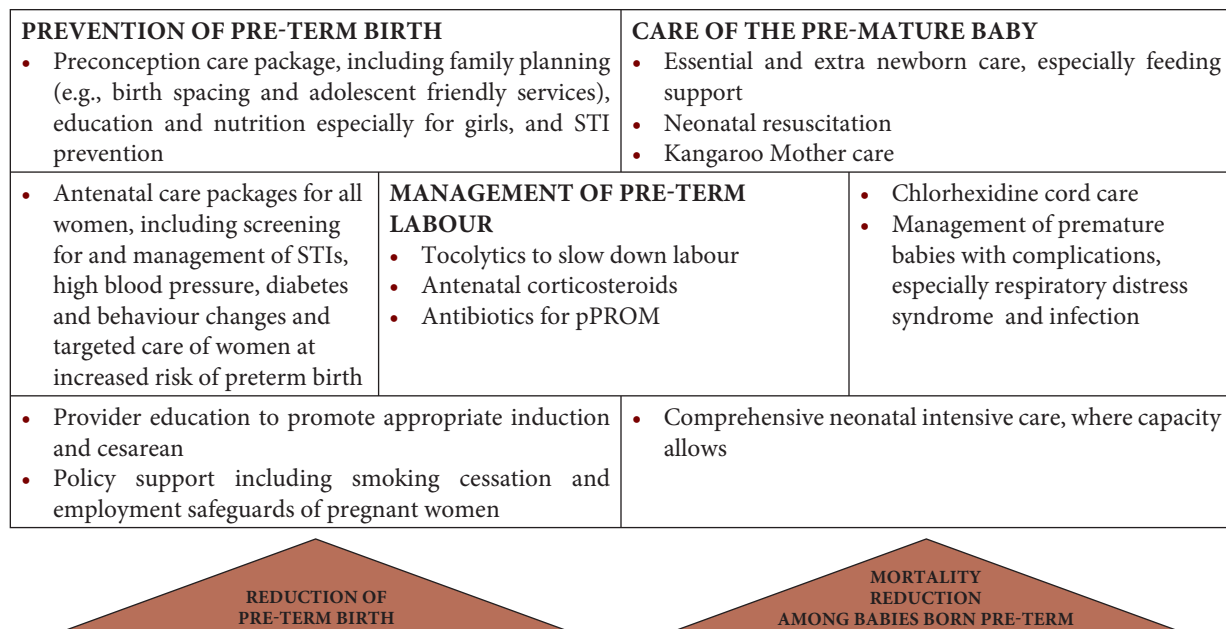 PREVENTION OF PRE-TERM BIRTH
• Preconception care package, including family planning
(e.g., birth spacing and adolescent friendly services),
education and nutrition especially for girls, and STI
prevention
CARE OF THE PRE-MATURE BABY
• Essential and extra newborn care, especially feeding
support
• Neonatal resuscitation
• Kangaroo Mother care
• Antenatal care packages for all
women, including screening
for and management of STIs,
high blood pressure, diabetes
and behaviour changes and
targeted care of women at
increased risk of preterm birth
MANAGEMENT OF PRE-TERM
LABOUR
• Tocolytics to slow down labour
• Antenatal corticosteroids
• Antibiotics for pPROM
• Chlorhexidine cord care
• Management of premature
babies with complications,
especially respiratory distress
syndrome and infection
• Provider education to promote appropriate induction
and cesarean
• Policy support including smoking cessation and
employment safeguards of pregnant women
• Comprehensive neonatal intensive care, where capacity
allows
REDUCTION OF
PRE-TERM BIRTH
MORTALITY
REDUCTION
AMONG BABIES BORN PRE-TERM